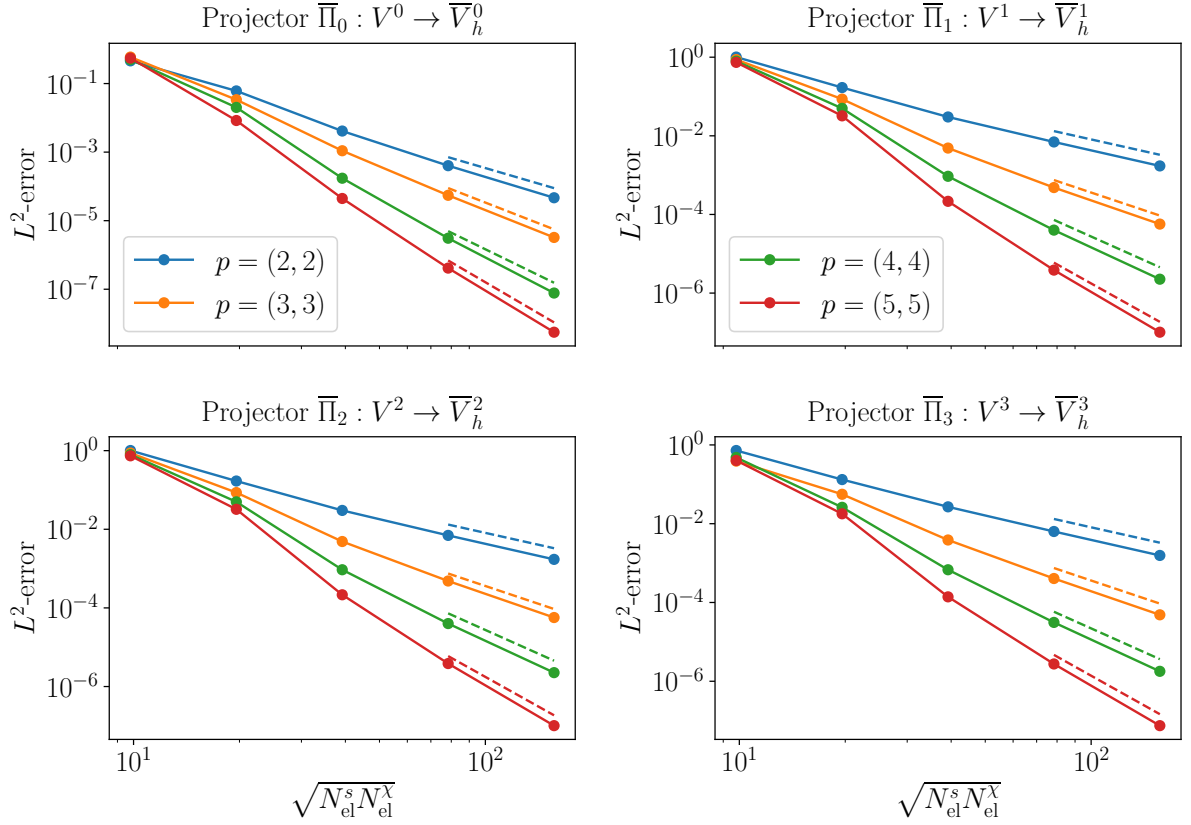 Projector $\overline{\Pi}_0 : V^0 \to \overline{V}_h^0$
$10^{-1}$
$10^{-3}$
$10^{-5}$
$10^{-7}$
$L^2$-error
$p = (2, 2)$
$p = (3, 3)$
Projector $\overline{\Pi}_1 : V^1 \to \overline{V}_h^1$
$10^0$
$10^{-2}$
$10^{-4}$
$10^{-6}$
$L^2$-error
$p = (4, 4)$
$p = (5, 5)$
Projector $\overline{\Pi}_2 : V^2 \to \overline{V}_h^2$
$10^0$
$10^{-2}$
$10^{-4}$
$10^{-6}$
$L^2$-error
$10^1$
$10^2$
$\sqrt{N_{\mathrm{el}}^s N_{\mathrm{el}}^\chi}$
Projector $\overline{\Pi}_3 : V^3 \to \overline{V}_h^3$
$10^0$
$10^{-2}$
$10^{-4}$
$10^{-6}$
$L^2$-error
$10^1$
$10^2$
$\sqrt{N_{\mathrm{el}}^s N_{\mathrm{el}}^\chi}$